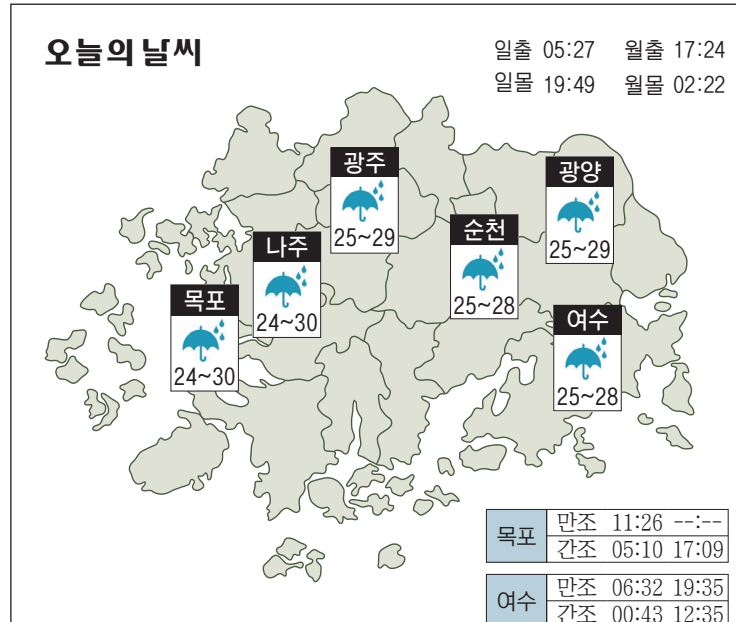 오늘의 날씨
일출 05:27 월출 17:24
일몰 19:49 월몰 02:22
광주
25~29
광양
25~29
순천
25~28
나주
24~30
목포
24~30
여수
25~28
목포
만조 11:26 --:--
간조 05:10 17:09
여수
만조 06:32 19:35
간조 00:43 12:35